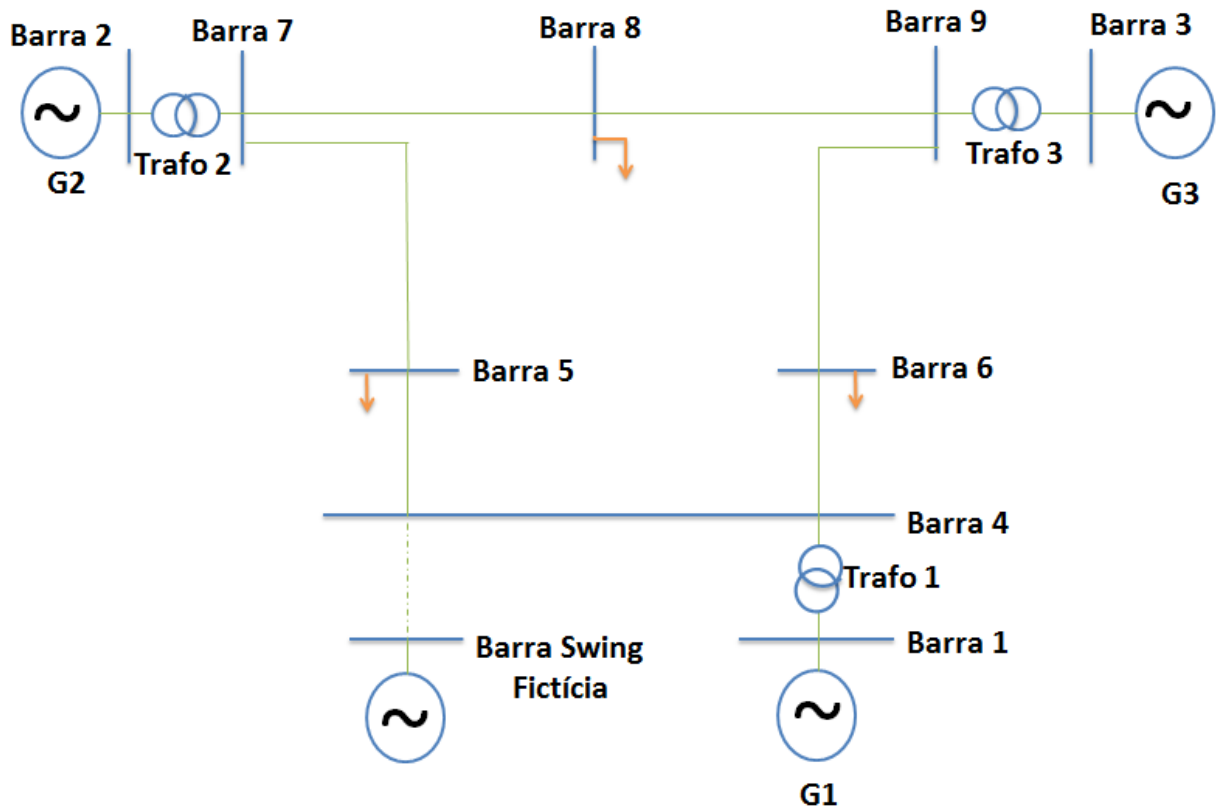 Barra 2
Barra 7
Barra 8
Barra 9
Barra 3
~
Trafo 2
G2
~
Trafo 3
G3
Barra 5
Barra 6
Barra 4
Trafo 1
Barra Swing
Fictícia
Barra 1
~
~
G1